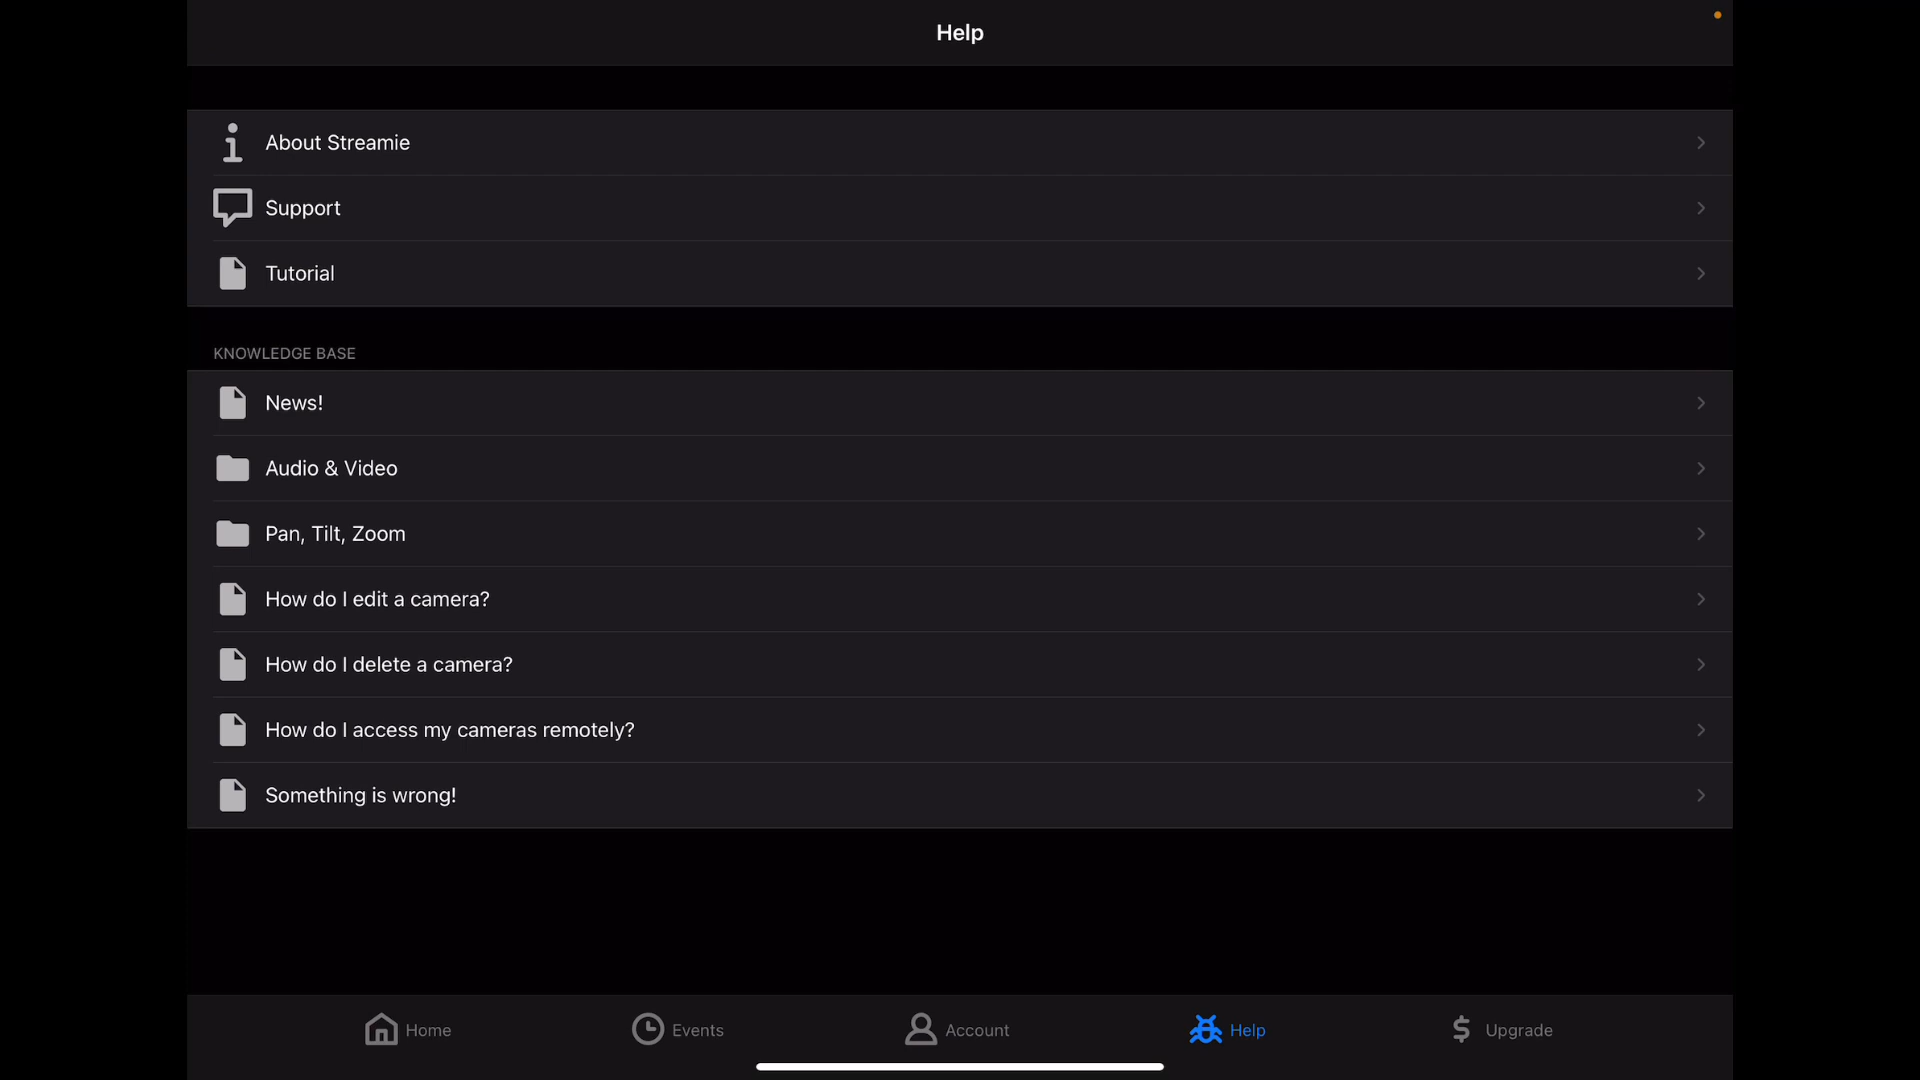 Help
About Streamie
Support
Tutorial
KNOWLEDGE BASE
News!
Audio & Video
Pan, Tilt, Zoom
How do I edit a camera?
How do I delete a camera?
How do I access my cameras remotely?
Something is wrong!
Home
Events
Account
Help
Upgrade